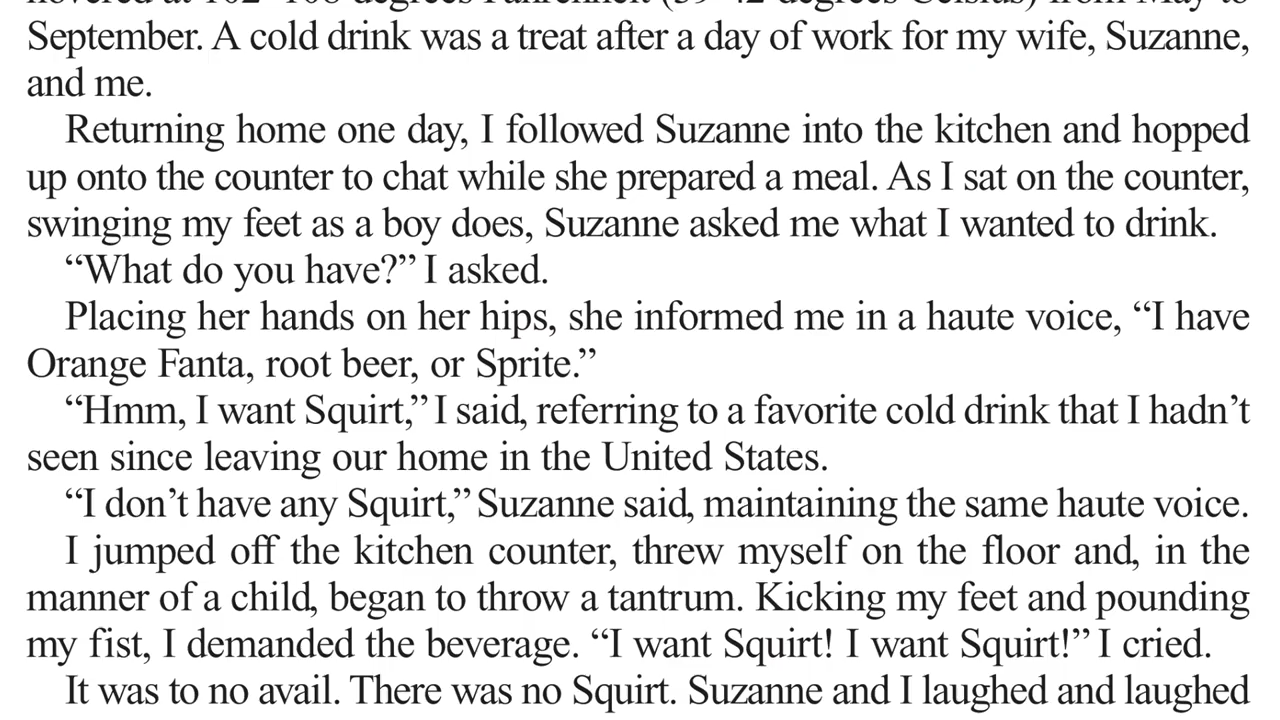 September. A cold drink was a treat after a day of work for my wife, Suzanne,
and me.
Returning home one day, I followed Suzanne into the kitchen and hopped
up onto the counter to chat while she prepared a meal. As I sat on the counter,
swinging my feet as a boy does, Suzanne asked me what I wanted to drink.
“What do you have?” I asked.
Placing her hands on her hips, she informed me in a haute voice, “I have
Orange Fanta, root beer, or Sprite.”
“Hmm, I want Squirt,” I said, referring to a favorite cold drink that I hadn’t
seen since leaving our home in the United States.
“I don’t have any Squirt,” Suzanne said, maintaining the same haute voice.
I jumped off the kitchen counter, threw myself on the floor and, in the
manner of a child, began to throw a tantrum. Kicking my feet and pounding
my fist, I demanded the beverage. “I want Squirt! I want Squirt!” I cried.
It was to no avail. There was no Squirt. Suzanne and I laughed and laughed